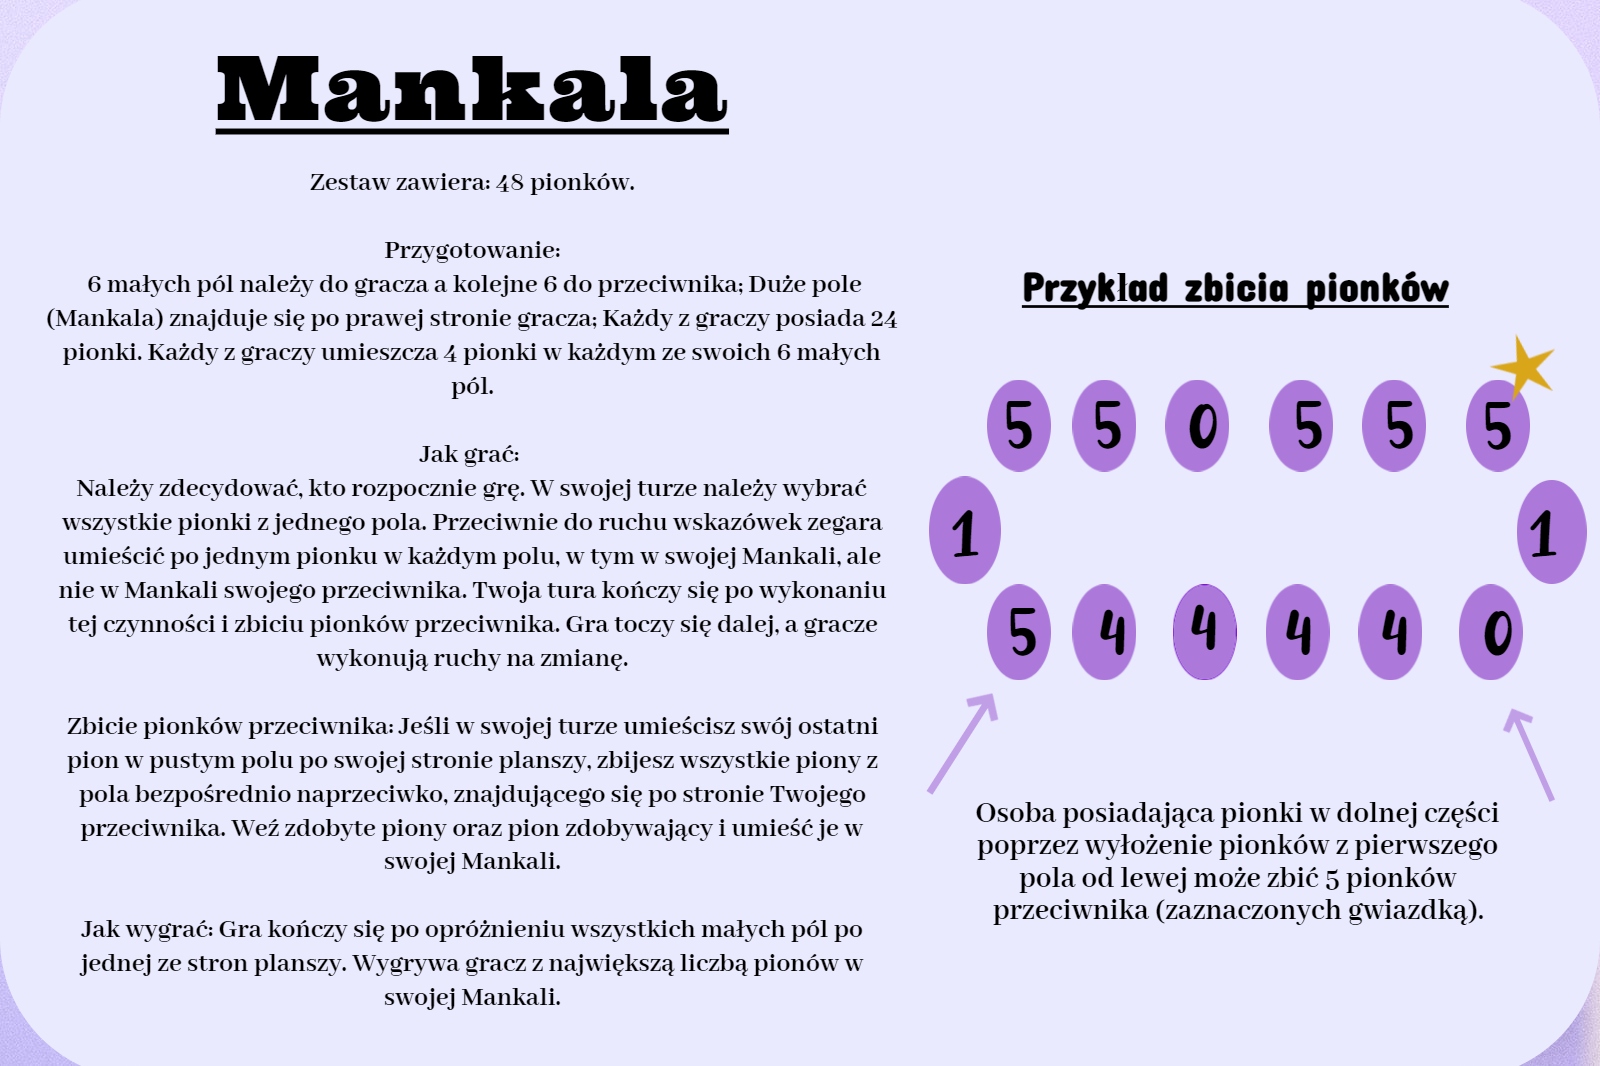 Mankala
Zestaw zawiera: 48 pionków.
Przygotowanie:
6 małych pól należy do gracza a kolejne 6 do przeciwnika; Duże pole
(Mankala) znajduje się po prawej stronie gracza; Każdy z graczy posiada 24
pionki. Każdy z graczy umieszcza 4 pionki w każdym ze swoich 6 małych
pól.
Jak grać:
Należy zdecydować, kto rozpocznie grę. W swojej turze należy wybrać
wszystkie pionki z jednego pola. Przeciwnie do ruchu wskazówek zegara
umieścić po jednym pionku w każdym polu, w tym w swojej Mankali, ale
nie w Mankali swojego przeciwnika. Twoja tura kończy się po wykonaniu
tej czynności i zbiciu pionków przeciwnika. Gra toczy się dalej, a gracze
wykonują ruchy na zmianę.
Zbicie pionków przeciwnika: Jeśli w swojej turze umieścisz swój ostatni
pion w pustym polu po swojej stronie planszy, zbijesz wszystkie piony z
pola bezpośrednio naprzeciwko, znajdującego się po stronie Twojego
przeciwnika. Weź zdobyte piony oraz pion zdobywający i umieść je w
swojej Mankali.
Jak wygrać: Gra kończy się po opróżnieniu wszystkich małych pól po
jednej ze stron planszy. Wygrywa gracz z największą liczbą pionów w
swojej Mankali.
Przykład zbicia pionków
5 5 0 5 5 5
1 1
5 4 4 4 4 0
Osoba posiadająca pionki w dolnej części
poprzez wyłożenie pionków z pierwszego
pola od lewej może zbić 5 pionków
przeciwnika (zaznaczonych gwiazdką).